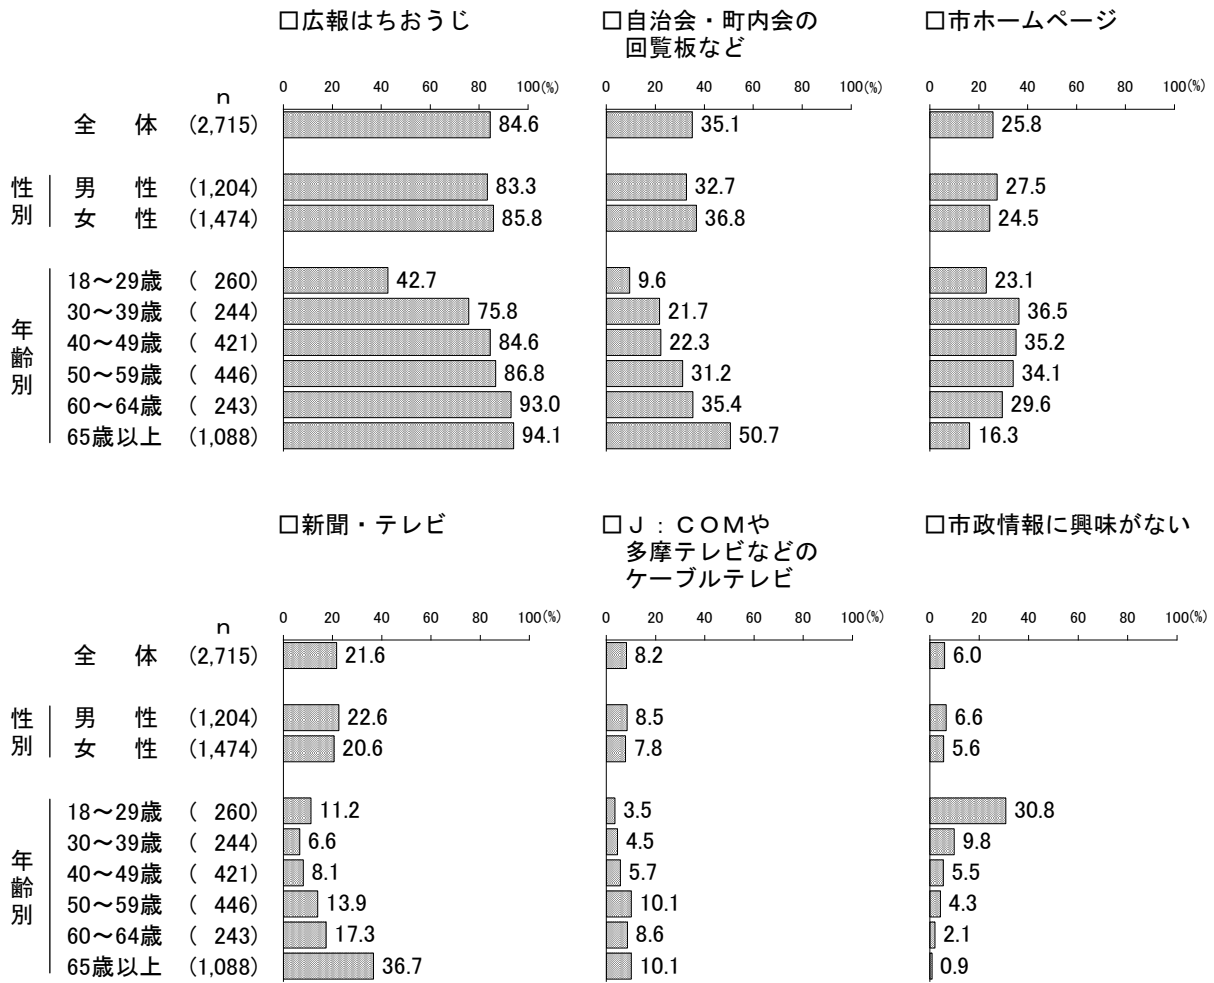 □広報はちおうじ
□自治会・町内会の
回覧板など
□市ホームページ
0 20 40 60 80 100(%)
0 20 40 60 80 100(%)
0 20 40 60 80 100(%)
n
全 体 (2,715) 84.6 35.1 25.8
性別
男 性 (1,204) 83.3 32.7 27.5
女 性 (1,474) 85.8 36.8 24.5
年齢別
18～29歳 ( 260) 42.7 9.6 23.1
30～39歳 ( 244) 75.8 21.7 36.5
40～49歳 ( 421) 84.6 22.3 35.2
50～59歳 ( 446) 86.8 31.2 34.1
60～64歳 ( 243) 93.0 35.4 29.6
65歳以上 (1,088) 94.1 50.7 16.3
□新聞・テレビ
□Ｊ：ＣＯＭや
多摩テレビなどの
ケーブルテレビ
□市政情報に興味がない
0 20 40 60 80 100(%)
0 20 40 60 80 100(%)
0 20 40 60 80 100(%)
n
全 体 (2,715) 21.6 8.2 6.0
性別
男 性 (1,204) 22.6 8.5 6.6
女 性 (1,474) 20.6 7.8 5.6
年齢別
18～29歳 ( 260) 11.2 3.5 30.8
30～39歳 ( 244) 6.6 4.5 9.8
40～49歳 ( 421) 8.1 5.7 5.5
50～59歳 ( 446) 13.9 10.1 4.3
60～64歳 ( 243) 17.3 8.6 2.1
65歳以上 (1,088) 36.7 10.1 0.9